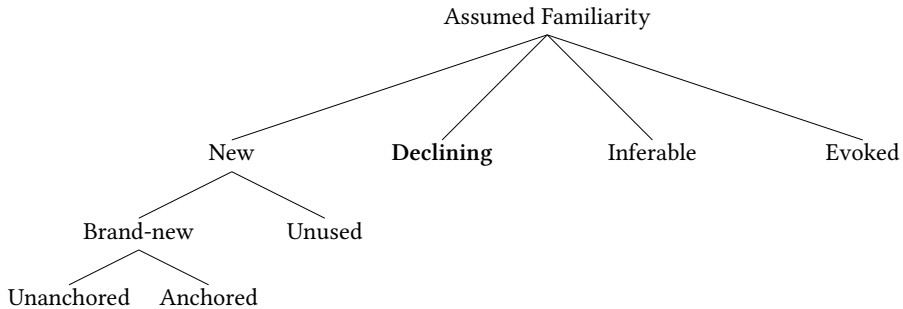 Assumed Familiarity
New Declining Inferable Evoked
Brand-new Unused
Unanchored Anchored